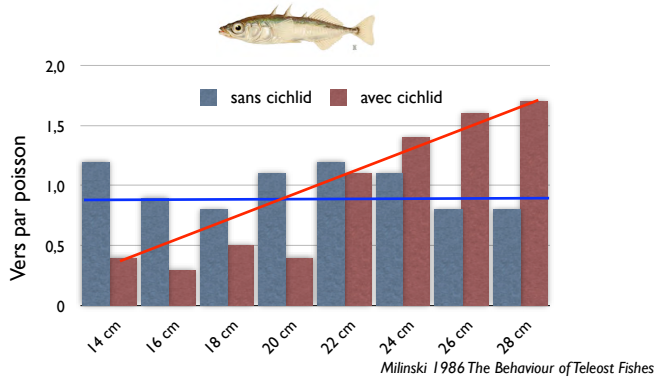 2,0
sans cichlid avec cichlid
1,5
1,0
0,5
0
Vers par poisson
14 cm 16 cm 18 cm 20 cm 22 cm 24 cm 26 cm 28 cm
Milinski 1986 The Behaviour of Teleost Fishes